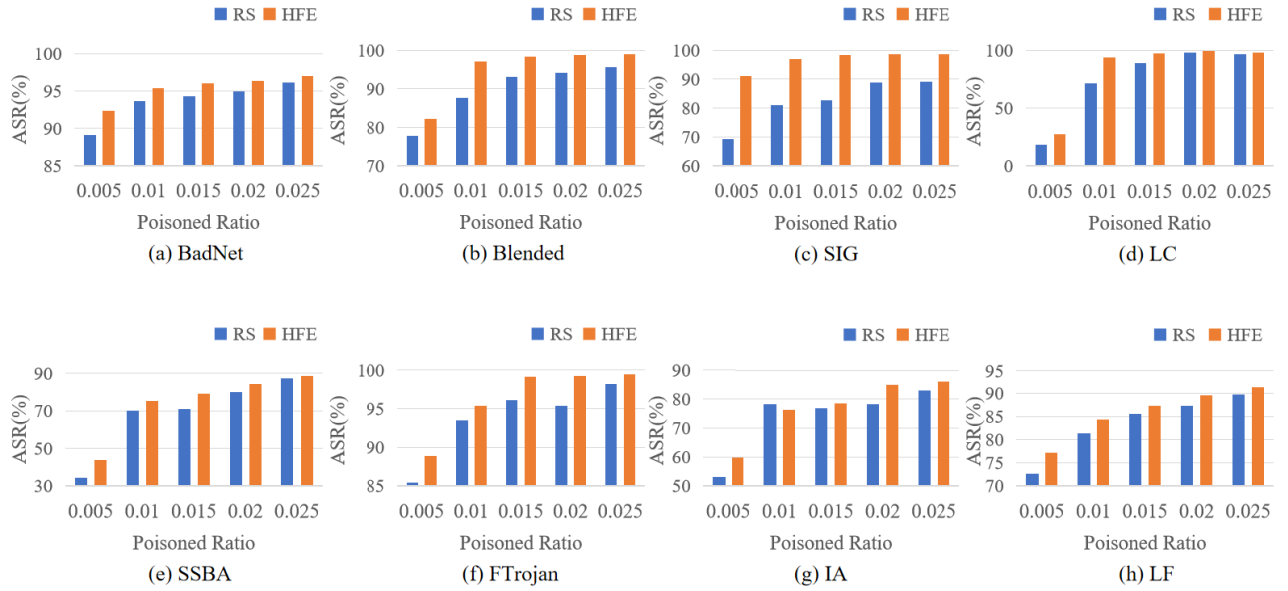 RS HFE
ASR(%)
100
95
90
85
0.005 0.01 0.015 0.02 0.025
Poisoned Ratio
(a) BadNet
RS HFE
ASR(%)
100
90
80
70
0.005 0.01 0.015 0.02 0.025
Poisoned Ratio
(b) Blended
RS HFE
ASR(%)
100
90
80
70
60
0.005 0.01 0.015 0.02 0.025
Poisoned Ratio
(c) SIG
RS HFE
ASR(%)
100
50
0
0.005 0.01 0.015 0.02 0.025
Poisoned Ratio
(d) LC
RS HFE
ASR(%)
90
70
50
30
0.005 0.01 0.015 0.02 0.025
Poisoned Ratio
(e) SSBA
RS HFE
ASR(%)
100
95
90
85
0.005 0.01 0.015 0.02 0.025
Poisoned Ratio
(f) FTrojan
RS HFE
ASR(%)
90
80
70
60
50
0.005 0.01 0.015 0.02 0.025
Poisoned Ratio
(g) IA
RS HFE
ASR(%)
95
90
85
80
75
70
0.005 0.01 0.015 0.02 0.025
Poisoned Ratio
(h) LF